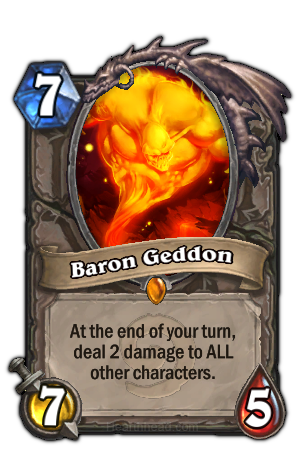 7
Baron Geddon
At the end of your turn,
deal 2 damage to ALL
other characters.
7
5